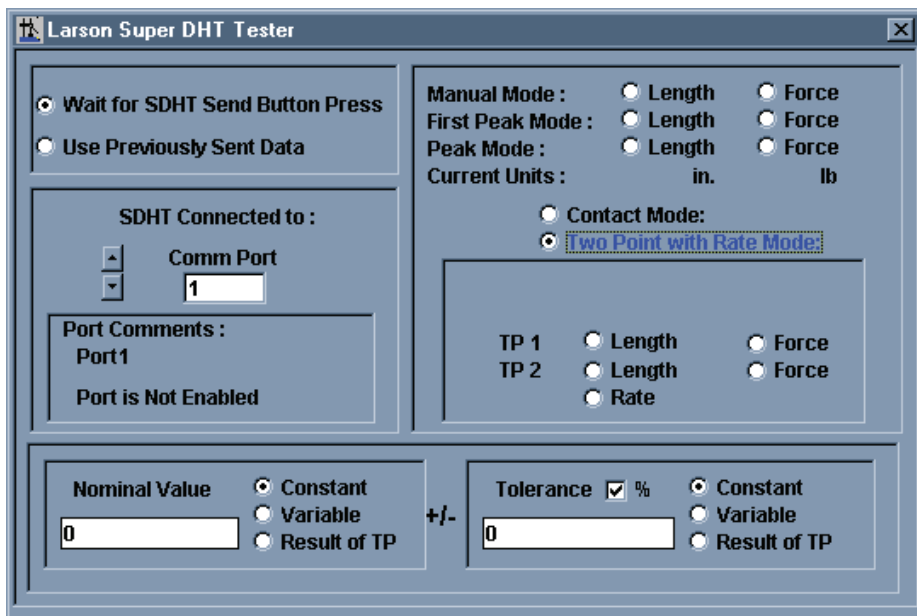 Larson Super DHT Tester
Wait for SDHT Send Button Press
Use Previously Sent Data
SDHT Connected to :
Comm Port
1
Port Comments :
Port1
Port is Not Enabled
Manual Mode : Length Force
First Peak Mode : Length Force
Peak Mode : Length Force
Current Units : in. lb
Contact Mode:
Two Point with Rate Mode:
TP 1 Length Force
TP 2 Length Force
Rate
Nominal Value
0
Constant
Variable
Result of TP
+/-
Tolerance %
0
Constant
Variable
Result of TP